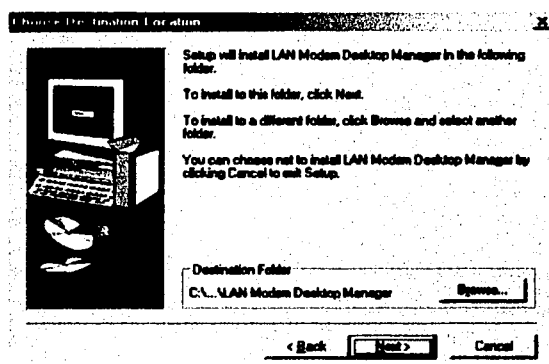 Choose Destination Location
Setup will install LAN Modem Desktop Manager in the following
folder.
To install to this folder, click Next.
To install to a different folder, click Browse and select another
folder.
You can choose not to install LAN Modem Desktop Manager by
clicking Cancel to exit Setup.
Destination Folder
C:\...\LAN Modem Desktop Manager
Browse...
< Back
Next >
Cancel